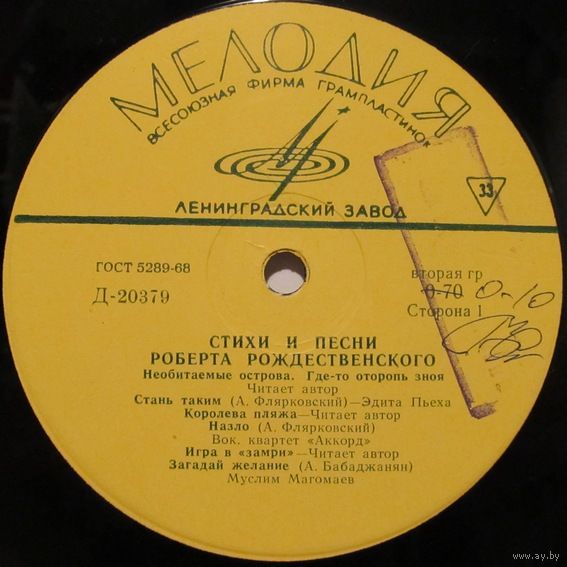 МЕЛОДИЯ
ВСЕСОЮЗНАЯ ФИРМА ГРАМПЛАСТИНОК
ЛЕНИНГРАДСКИЙ ЗАВОД
33
ГОСТ 5289-68
Д-20379
вторая гр
0-70 0-10
Сторона 1
СТИХИ И ПЕСНИ
РОБЕРТА РОЖДЕСТВЕНСКОГО
Необитаемые острова. Где-то оторопь зноя
Читает автор
Стань таким (А. Флярковский)—Эдита Пьеха
Королева пляжа—Читает автор
Назло (А. Флярковский)
Вок. квартет «Аккорд»
Игра в «замри»—Читает автор
Загадай желание (А. Бабаджанян)
Муслим Магомаев
www.ay.by